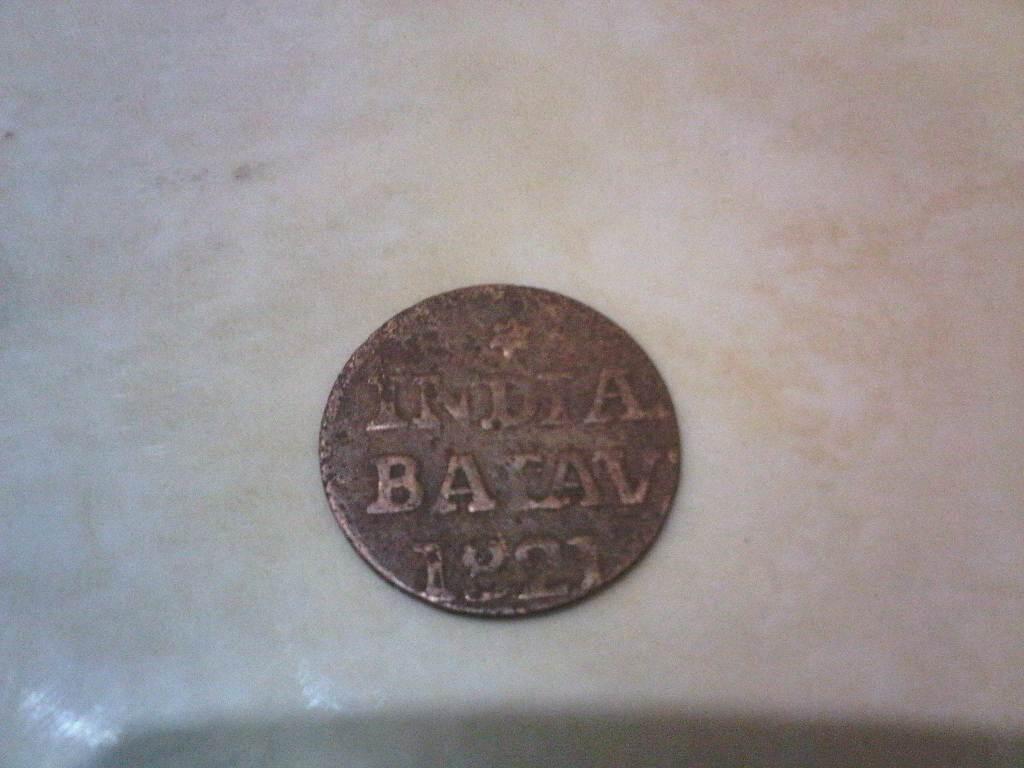 INDIA.
BATAV
1821